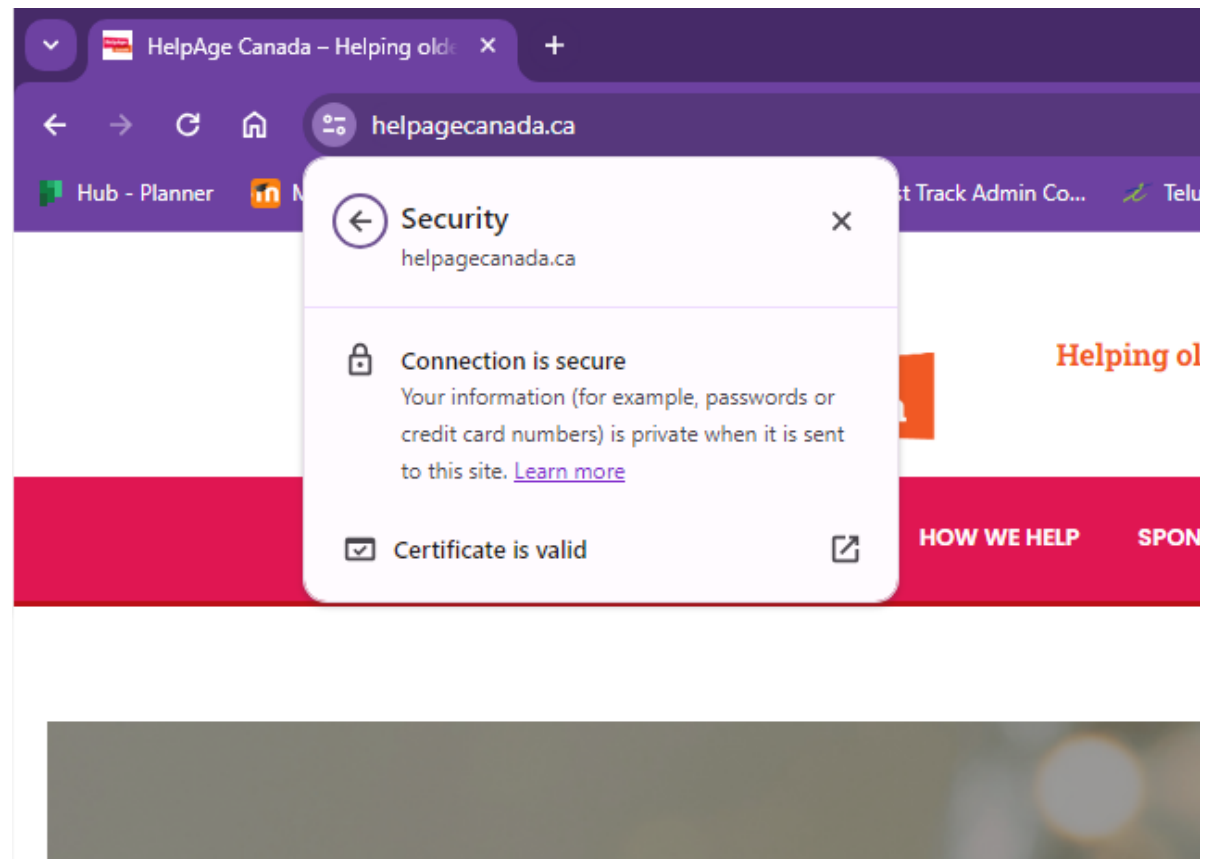 HelpAge Canada – Helping olde
helpagecanada.ca
Hub - Planner
st Track Admin Co...
Telu
Security
helpagecanada.ca
Helping ol
Connection is secure
Your information (for example, passwords or
credit card numbers) is private when it is sent
to this site. Learn more
Certificate is valid
HOW WE HELP
SPON